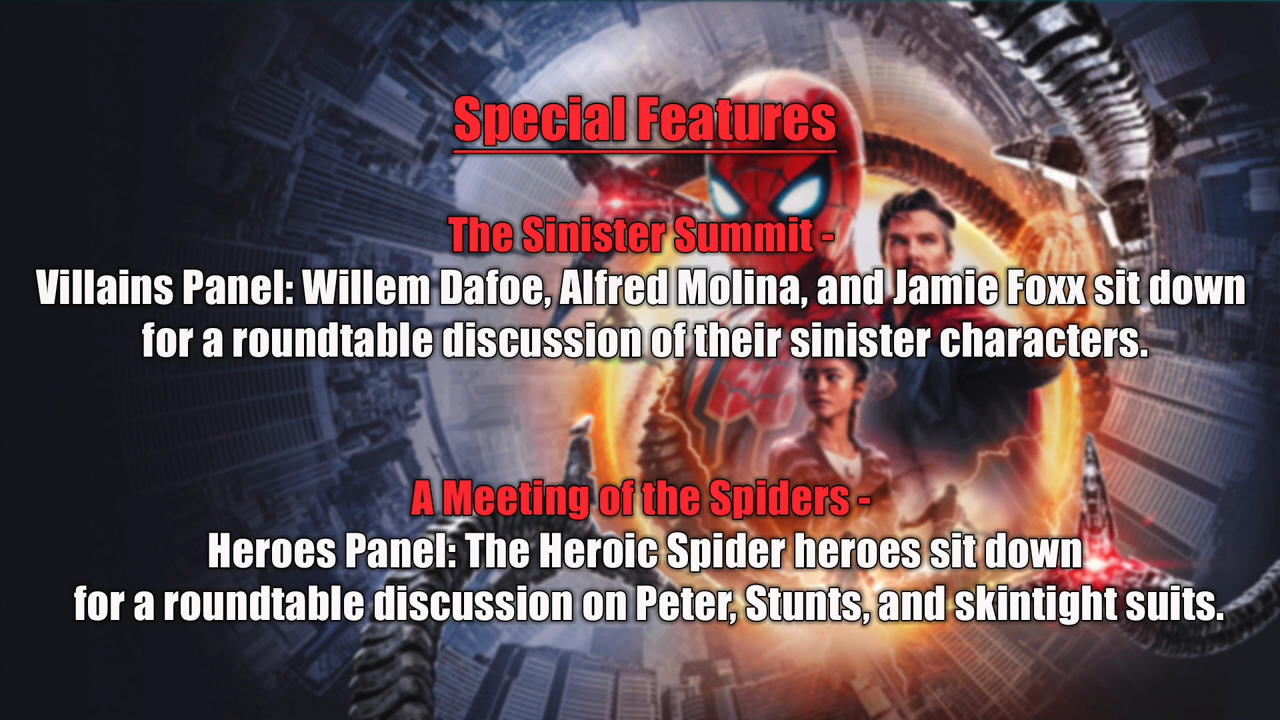 Special Features
The Sinister Summit -
Villains Panel: Willem Dafoe, Alfred Molina, and Jamie Foxx sit down
for a roundtable discussion of their sinister characters.
A Meeting of the Spiders -
Heroes Panel: The Heroic Spider heroes sit down
for a roundtable discussion on Peter, Stunts, and skintight suits.